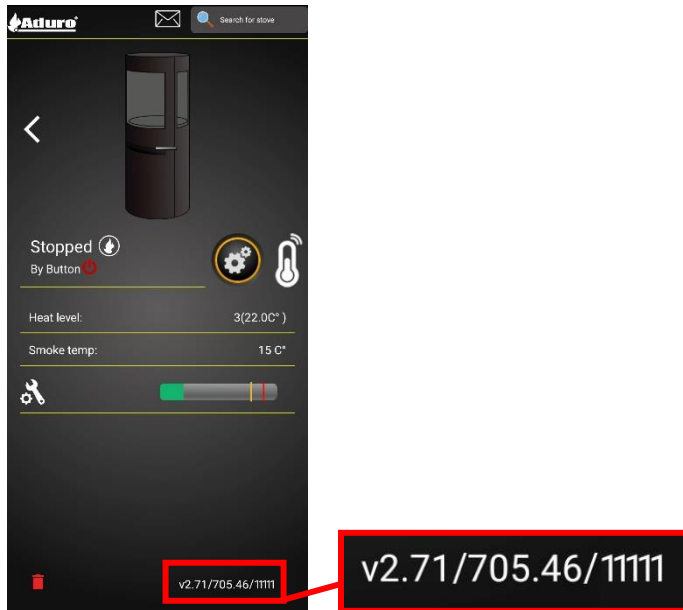 Aduro
Search for stove
Stopped
By Button
Heat level: 3(22.0C° )
Smoke temp: 15 C°
v2.71/705.46/11111
v2.71/705.46/11111